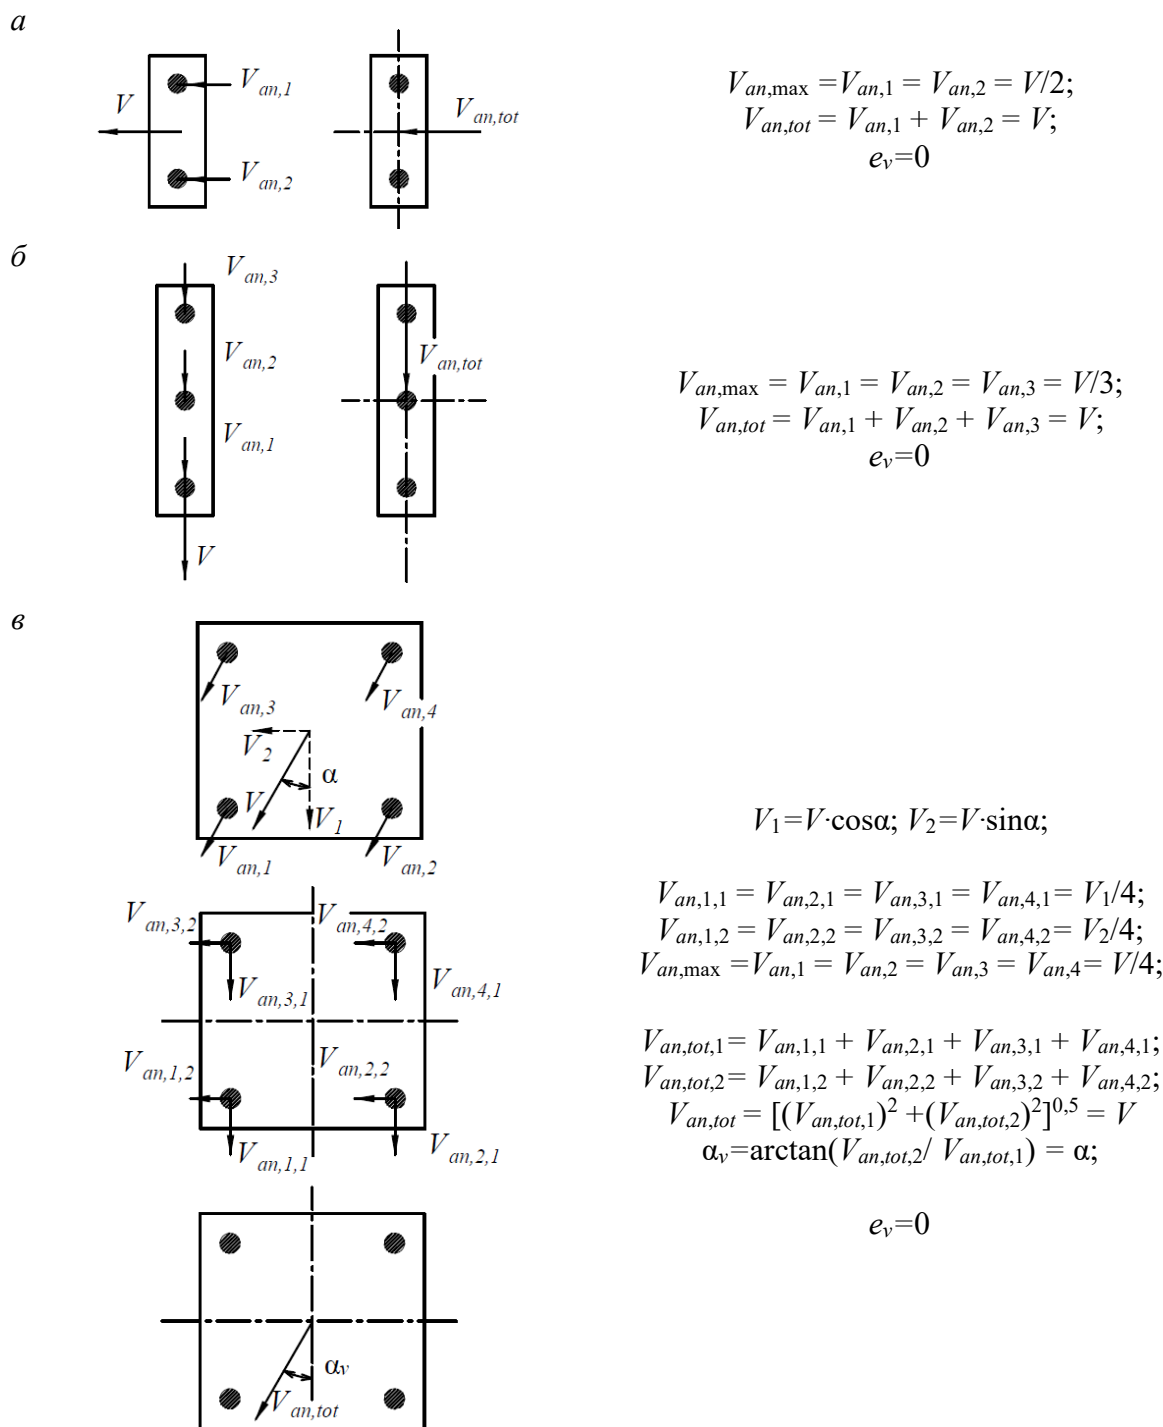 а
V
V an,1
V an,2
V an,tot
V an,max =V an,1 = V an,2 = V/2;
V an,tot = V an,1 + V an,2 = V;
e v=0
б
V an,3
V an,2
V an,1
V
V an,tot
V an,max = V an,1 = V an,2 = V an,3 = V/3;
V an,tot = V an,1 + V an,2 + V an,3 = V;
e v=0
в
V an,3
V an,4
V 2
α
V
V 1
V an,1
V an,2
V an,3,2
V an,4,2
V an,3,1
V an,4,1
V an,1,2
V an,2,2
V an,1,1
V an,2,1
α v
V an,tot
V 1=V·cosα; V 2=V·sinα;
V an,1,1 = V an,2,1 = V an,3,1 = V an,4,1= V 1/4;
V an,1,2 = V an,2,2 = V an,3,2 = V an,4,2= V 2/4;
V an,max =V an,1 = V an,2 = V an,3 = V an,4= V/4;
V an,tot,1= V an,1,1 + V an,2,1 + V an,3,1 + V an,4,1;
V an,tot,2= V an,1,2 + V an,2,2 + V an,3,2 + V an,4,2;
V an,tot = [(V an,tot,1)² +(V an,tot,2)²]^0,5 = V
α v=arctan(V an,tot,2/ V an,tot,1) = α;
e v=0